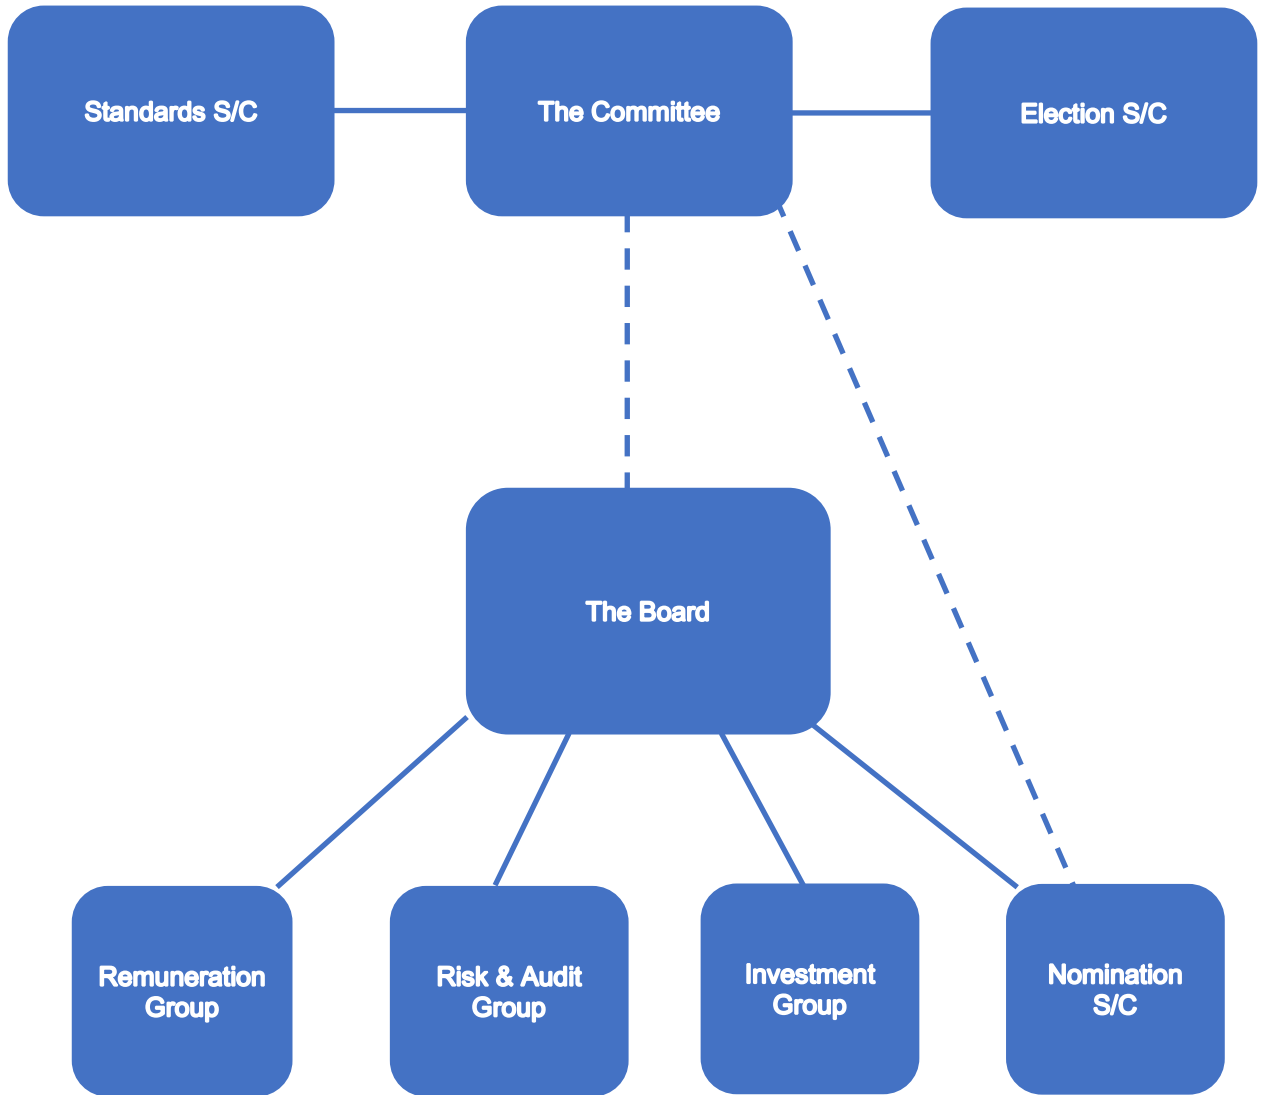 Standards S/C
The Committee
Election S/C
The Board
Remuneration
Group
Risk & Audit
Group
Investment
Group
Nomination
S/C